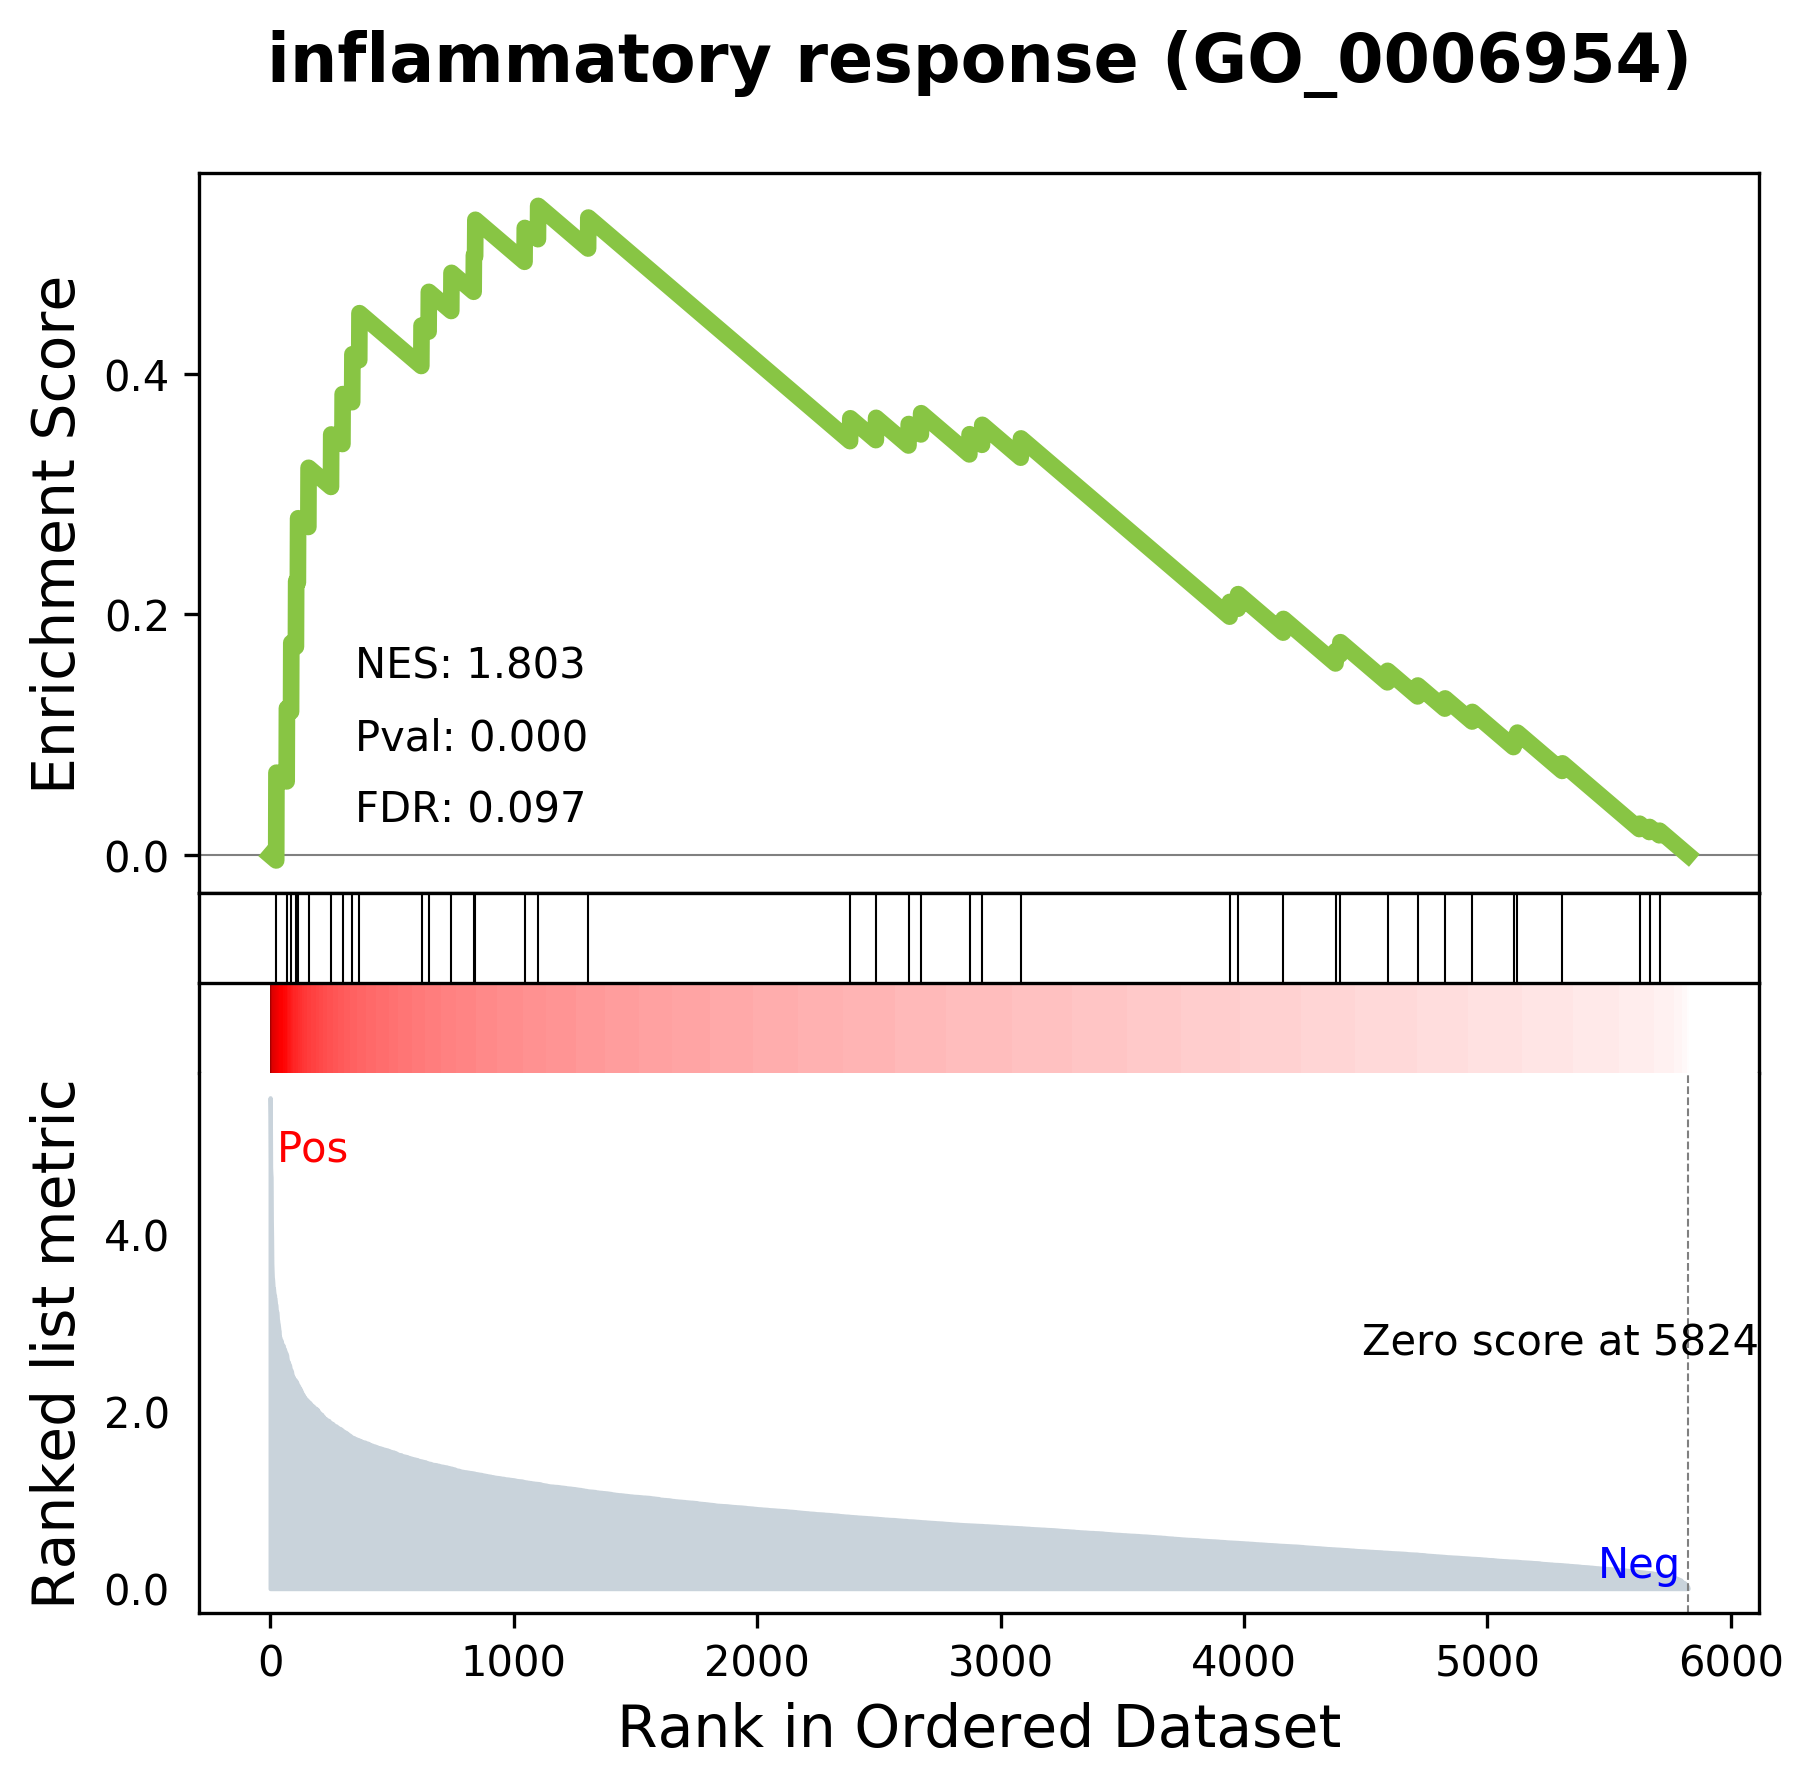 inflammatory response (GO_0006954)
Enrichment Score
0.4
0.2
0.0
NES: 1.803
Pval: 0.000
FDR: 0.097
Ranked list metric
Pos
4.0
2.0
0.0
Zero score at 5824
Neg
0 1000 2000 3000 4000 5000 6000
Rank in Ordered Dataset